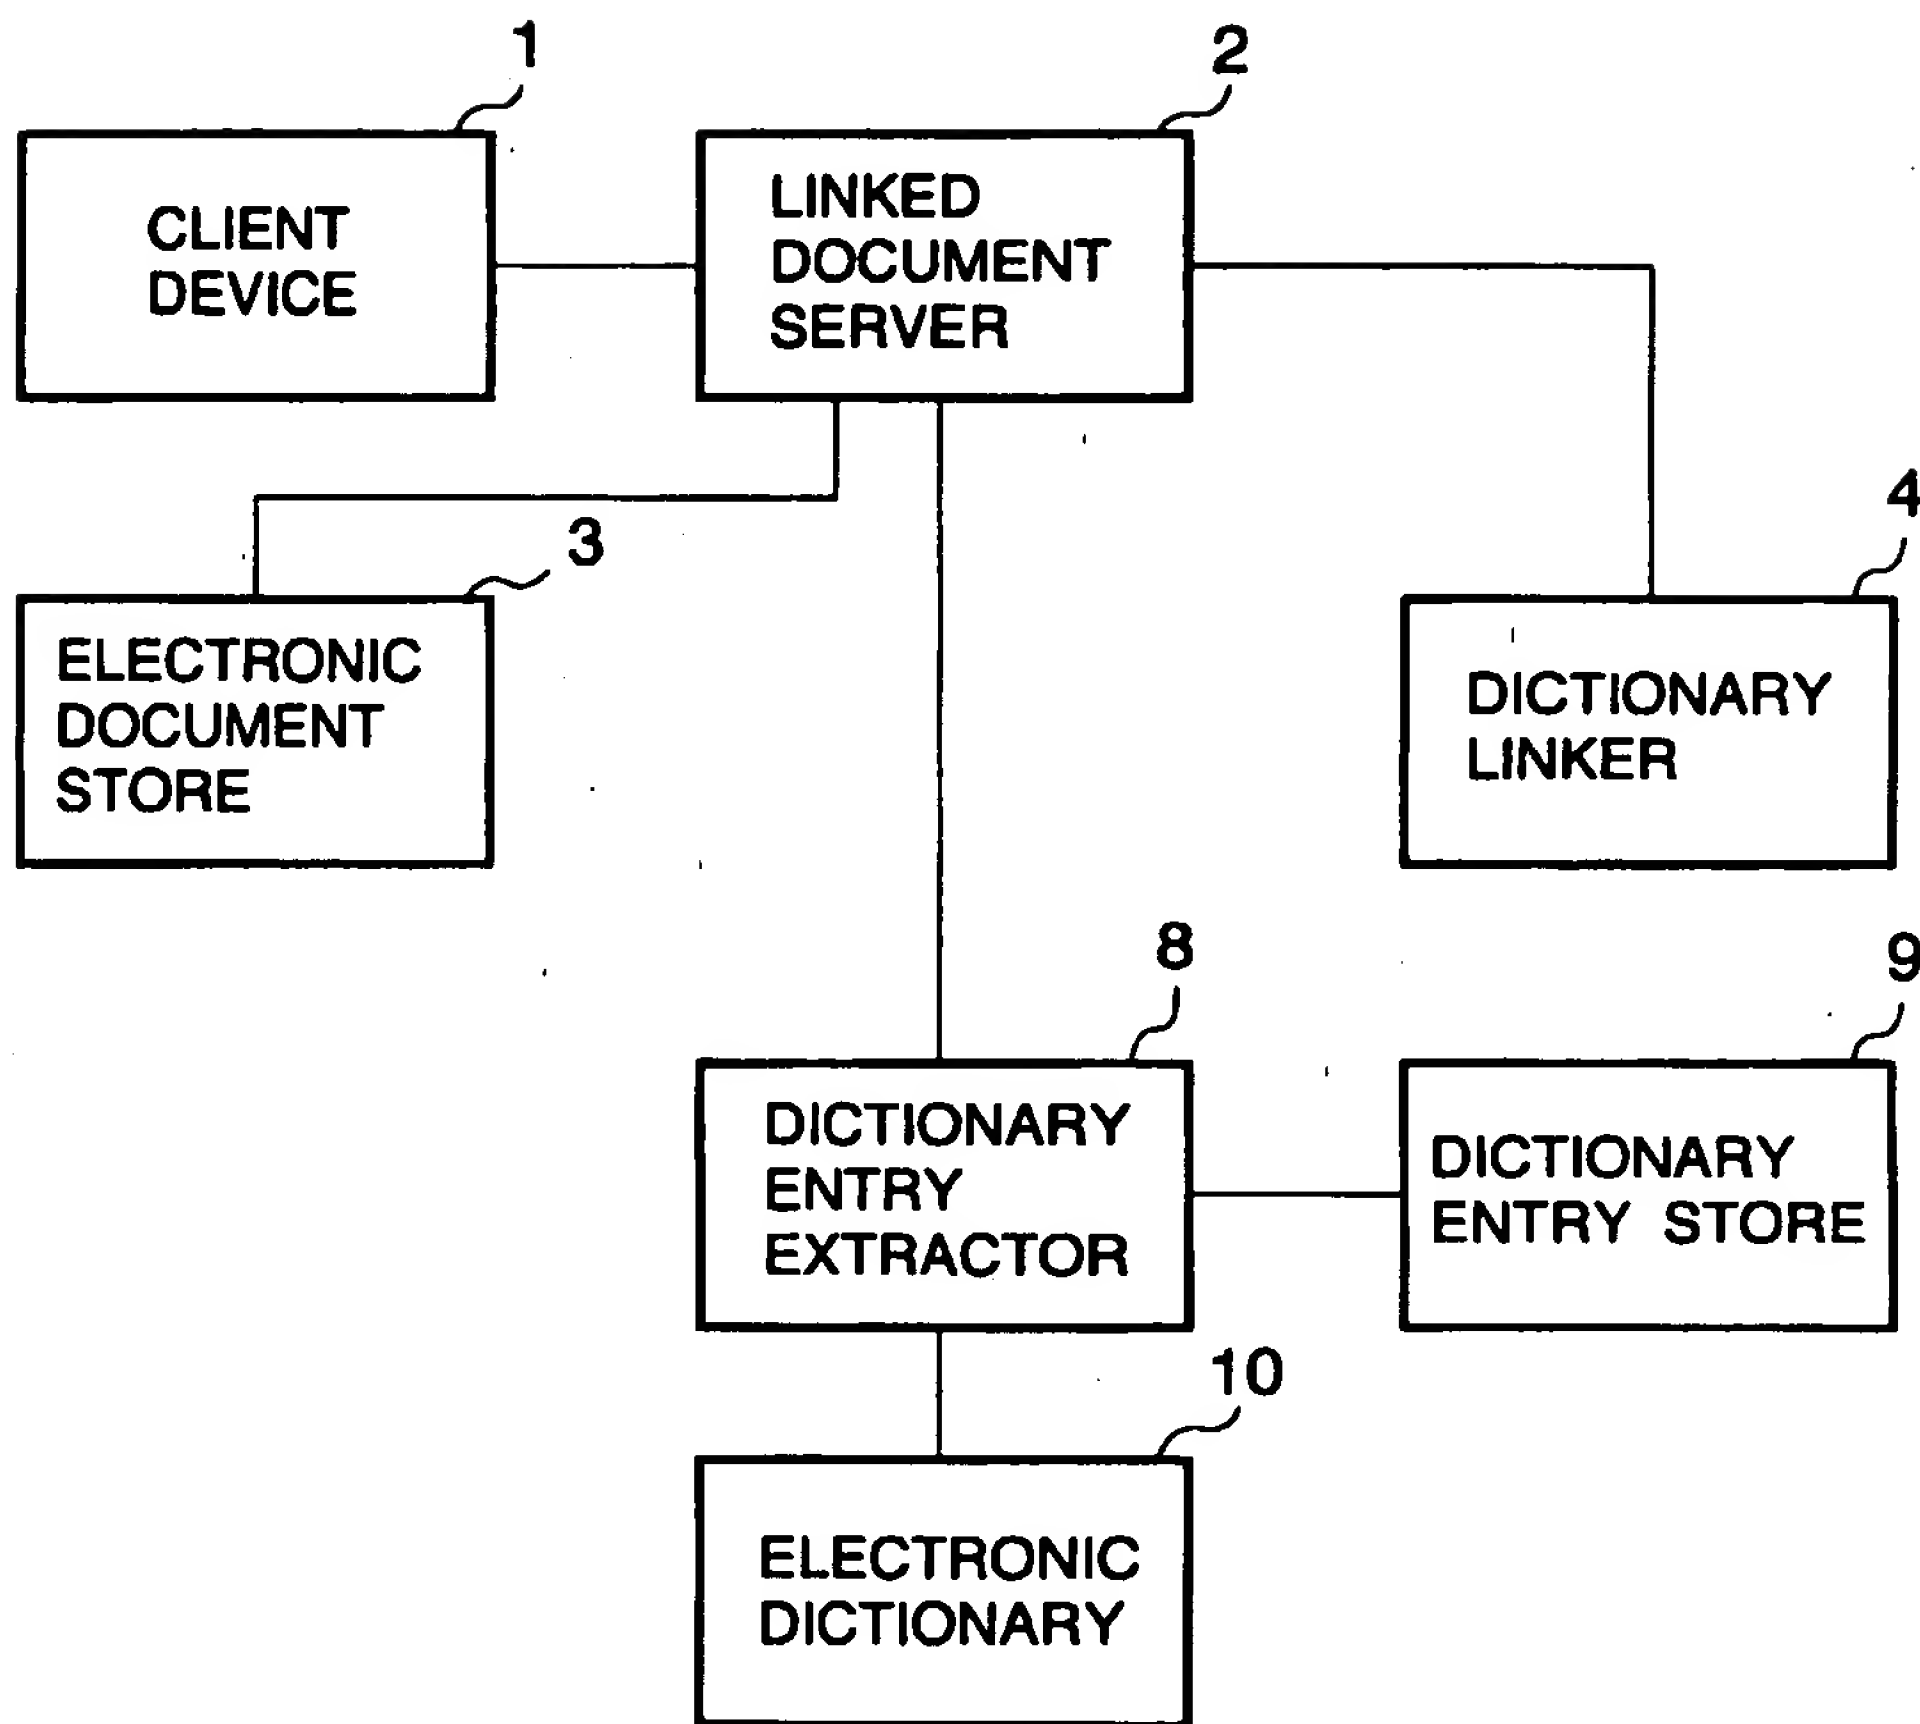 1
2
CLIENT
DEVICE
LINKED
DOCUMENT
SERVER
3
4
ELECTRONIC
DOCUMENT
STORE
DICTIONARY
LINKER
8
9
DICTIONARY
ENTRY
EXTRACTOR
DICTIONARY
ENTRY STORE
10
ELECTRONIC
DICTIONARY